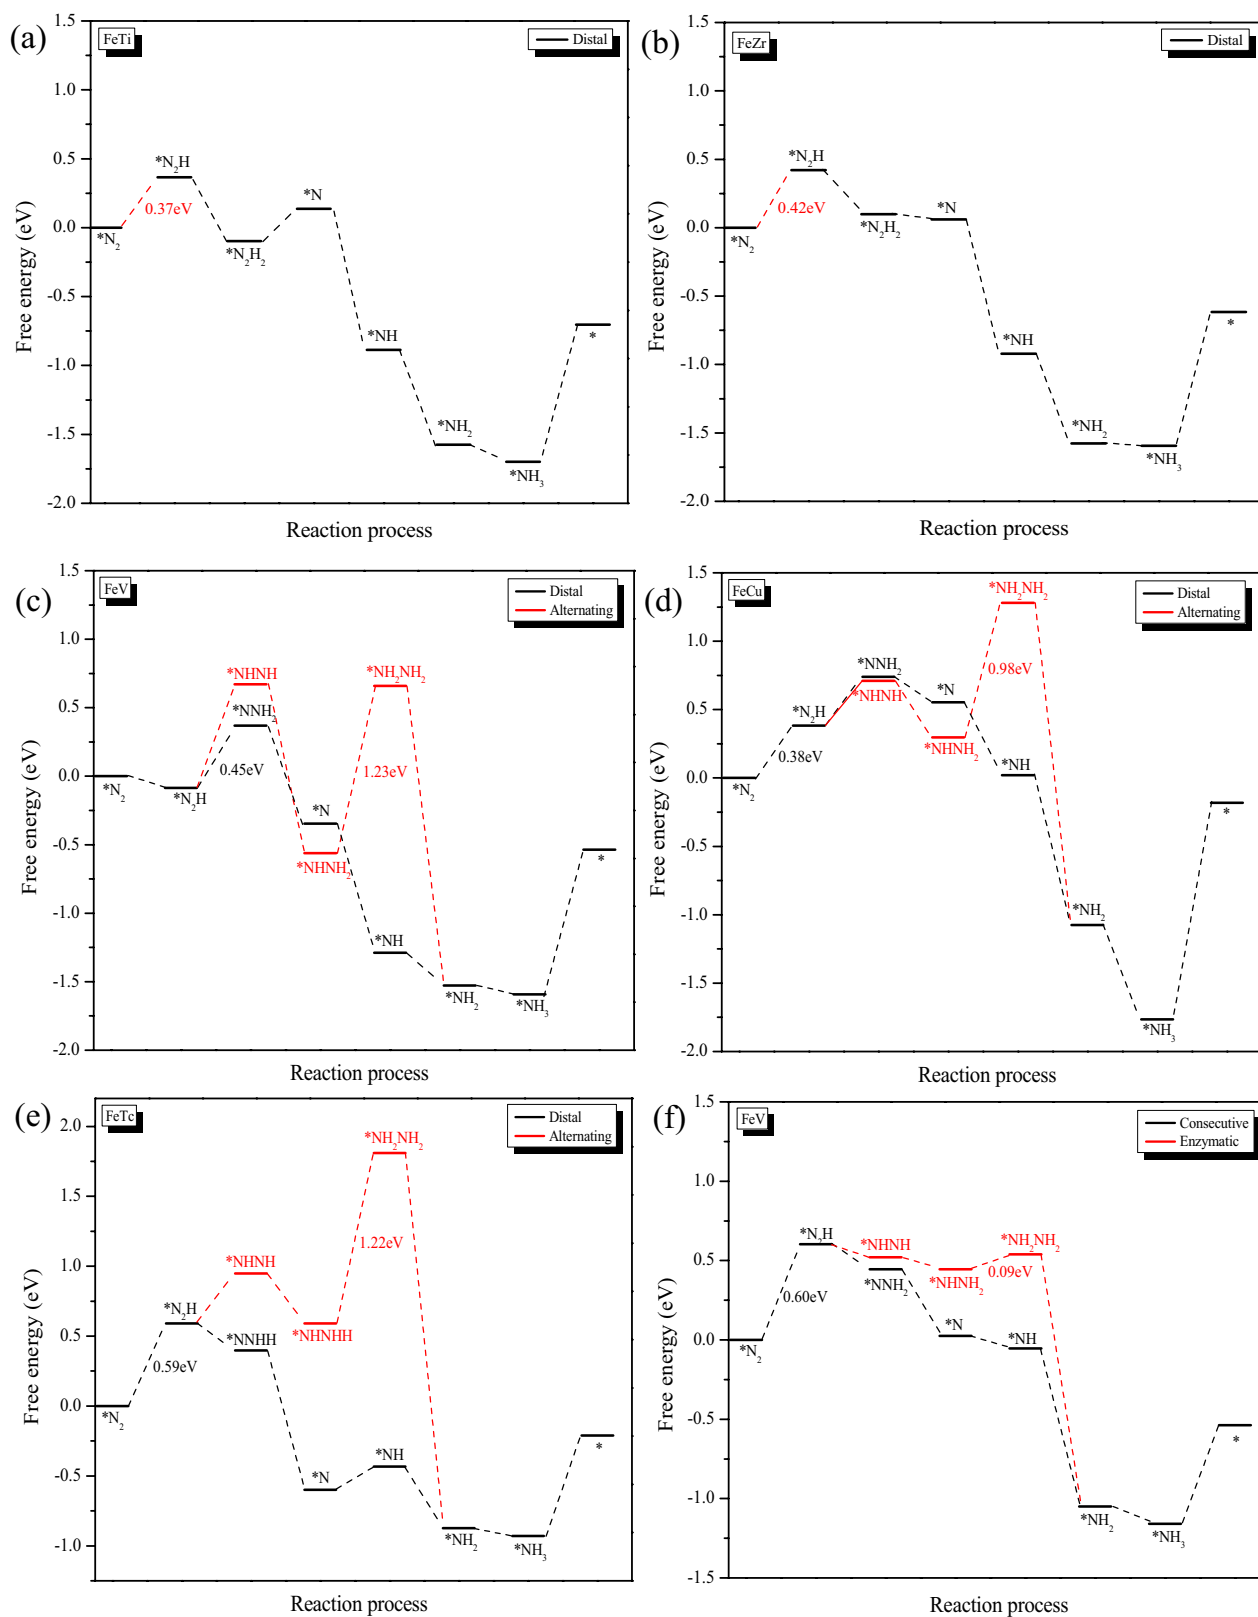 (a)
FeTi
Distal
1.5
1.0
0.5
0.0
-0.5
-1.0
-1.5
-2.0
Free energy (eV)
*N₂
0.37eV
*N₂H
*N₂H₂
*N
*NH
*NH₂
*NH₃
*
Reaction process
(b)
FeZr
Distal
1.5
1.0
0.5
0.0
-0.5
-1.0
-1.5
-2.0
Free energy (eV)
*N₂
0.42eV
*N₂H
*N₂H₂
*N
*NH
*NH₂
*NH₃
*
Reaction process
(c)
FeV
Distal
Alternating
1.5
1.0
0.5
0.0
-0.5
-1.0
-1.5
-2.0
Free energy (eV)
*N₂
*N₂H
*NHNH
*NNH₂
0.45eV
*N
*NHNH₂
*NH₂NH₂
1.23eV
*NH
*NH₂
*NH₃
*
Reaction process
(d)
FeCu
Distal
Alternating
1.5
1.0
0.5
0.0
-0.5
-1.0
-1.5
-2.0
Free energy (eV)
*N₂
0.38eV
*N₂H
*NNH₂
*NHNH
*N
*NHNH₂
*NH₂NH₂
0.98eV
*NH
*NH₂
*NH₃
*
Reaction process
(e)
FeTc
Distal
Alternating
2.0
1.5
1.0
0.5
0.0
-0.5
-1.0
Free energy (eV)
*N₂
0.59eV
*N₂H
*NHNH
*NNHH
*NHNHH
*NH₂NH₂
1.22eV
*N
*NH
*NH₂
*NH₃
*
Reaction process
(f)
FeV
Consecutive
Enzymatic
1.5
1.0
0.5
0.0
-0.5
-1.0
-1.5
Free energy (eV)
*N₂
0.60eV
*N₂H
*NHNH
*NNH₂
*NHNH₂
0.09eV
*NH₂NH₂
*N
*NH
*NH₂
*NH₃
*
Reaction process